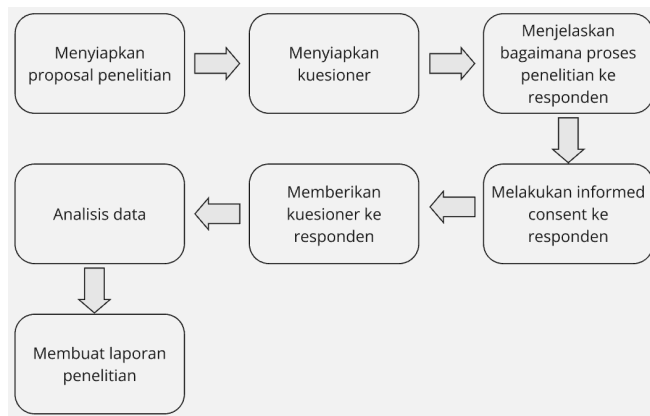 Menyiapkan
proposal penelitian
Menyiapkan
kuesioner
Menjelaskan
bagaimana proses
penelitian ke
responden
Melakukan informed
consent ke
responden
Memberikan
kuesioner ke
responden
Analisis data
Membuat laporan
penelitian